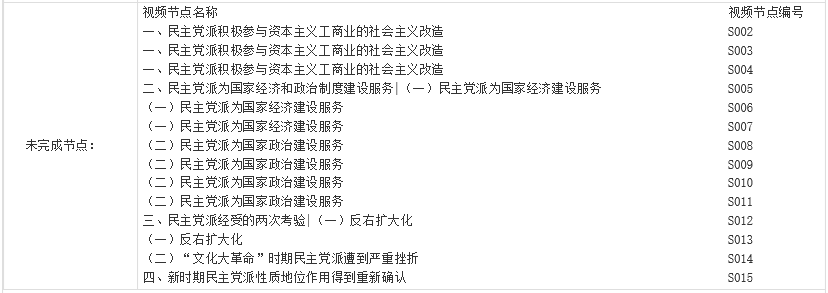 视频节点名称 视频节点编号
一、民主党派积极参与资本主义工商业的社会主义改造 S002
一、民主党派积极参与资本主义工商业的社会主义改造 S003
一、民主党派积极参与资本主义工商业的社会主义改造 S004
二、民主党派为国家经济和政治制度建设服务|（一）民主党派为国家经济建设服务 S005
（一）民主党派为国家经济建设服务 S006
（一）民主党派为国家经济建设服务 S007
未完成节点： （二）民主党派为国家政治建设服务 S008
（二）民主党派为国家政治建设服务 S009
（二）民主党派为国家政治建设服务 S010
（二）民主党派为国家政治建设服务 S011
三、民主党派经受的两次考验|（一）反右扩大化 S012
（一）反右扩大化 S013
（二）“文化大革命”时期民主党派遭到严重挫折 S014
四、新时期民主党派性质地位作用得到重新确认 S015